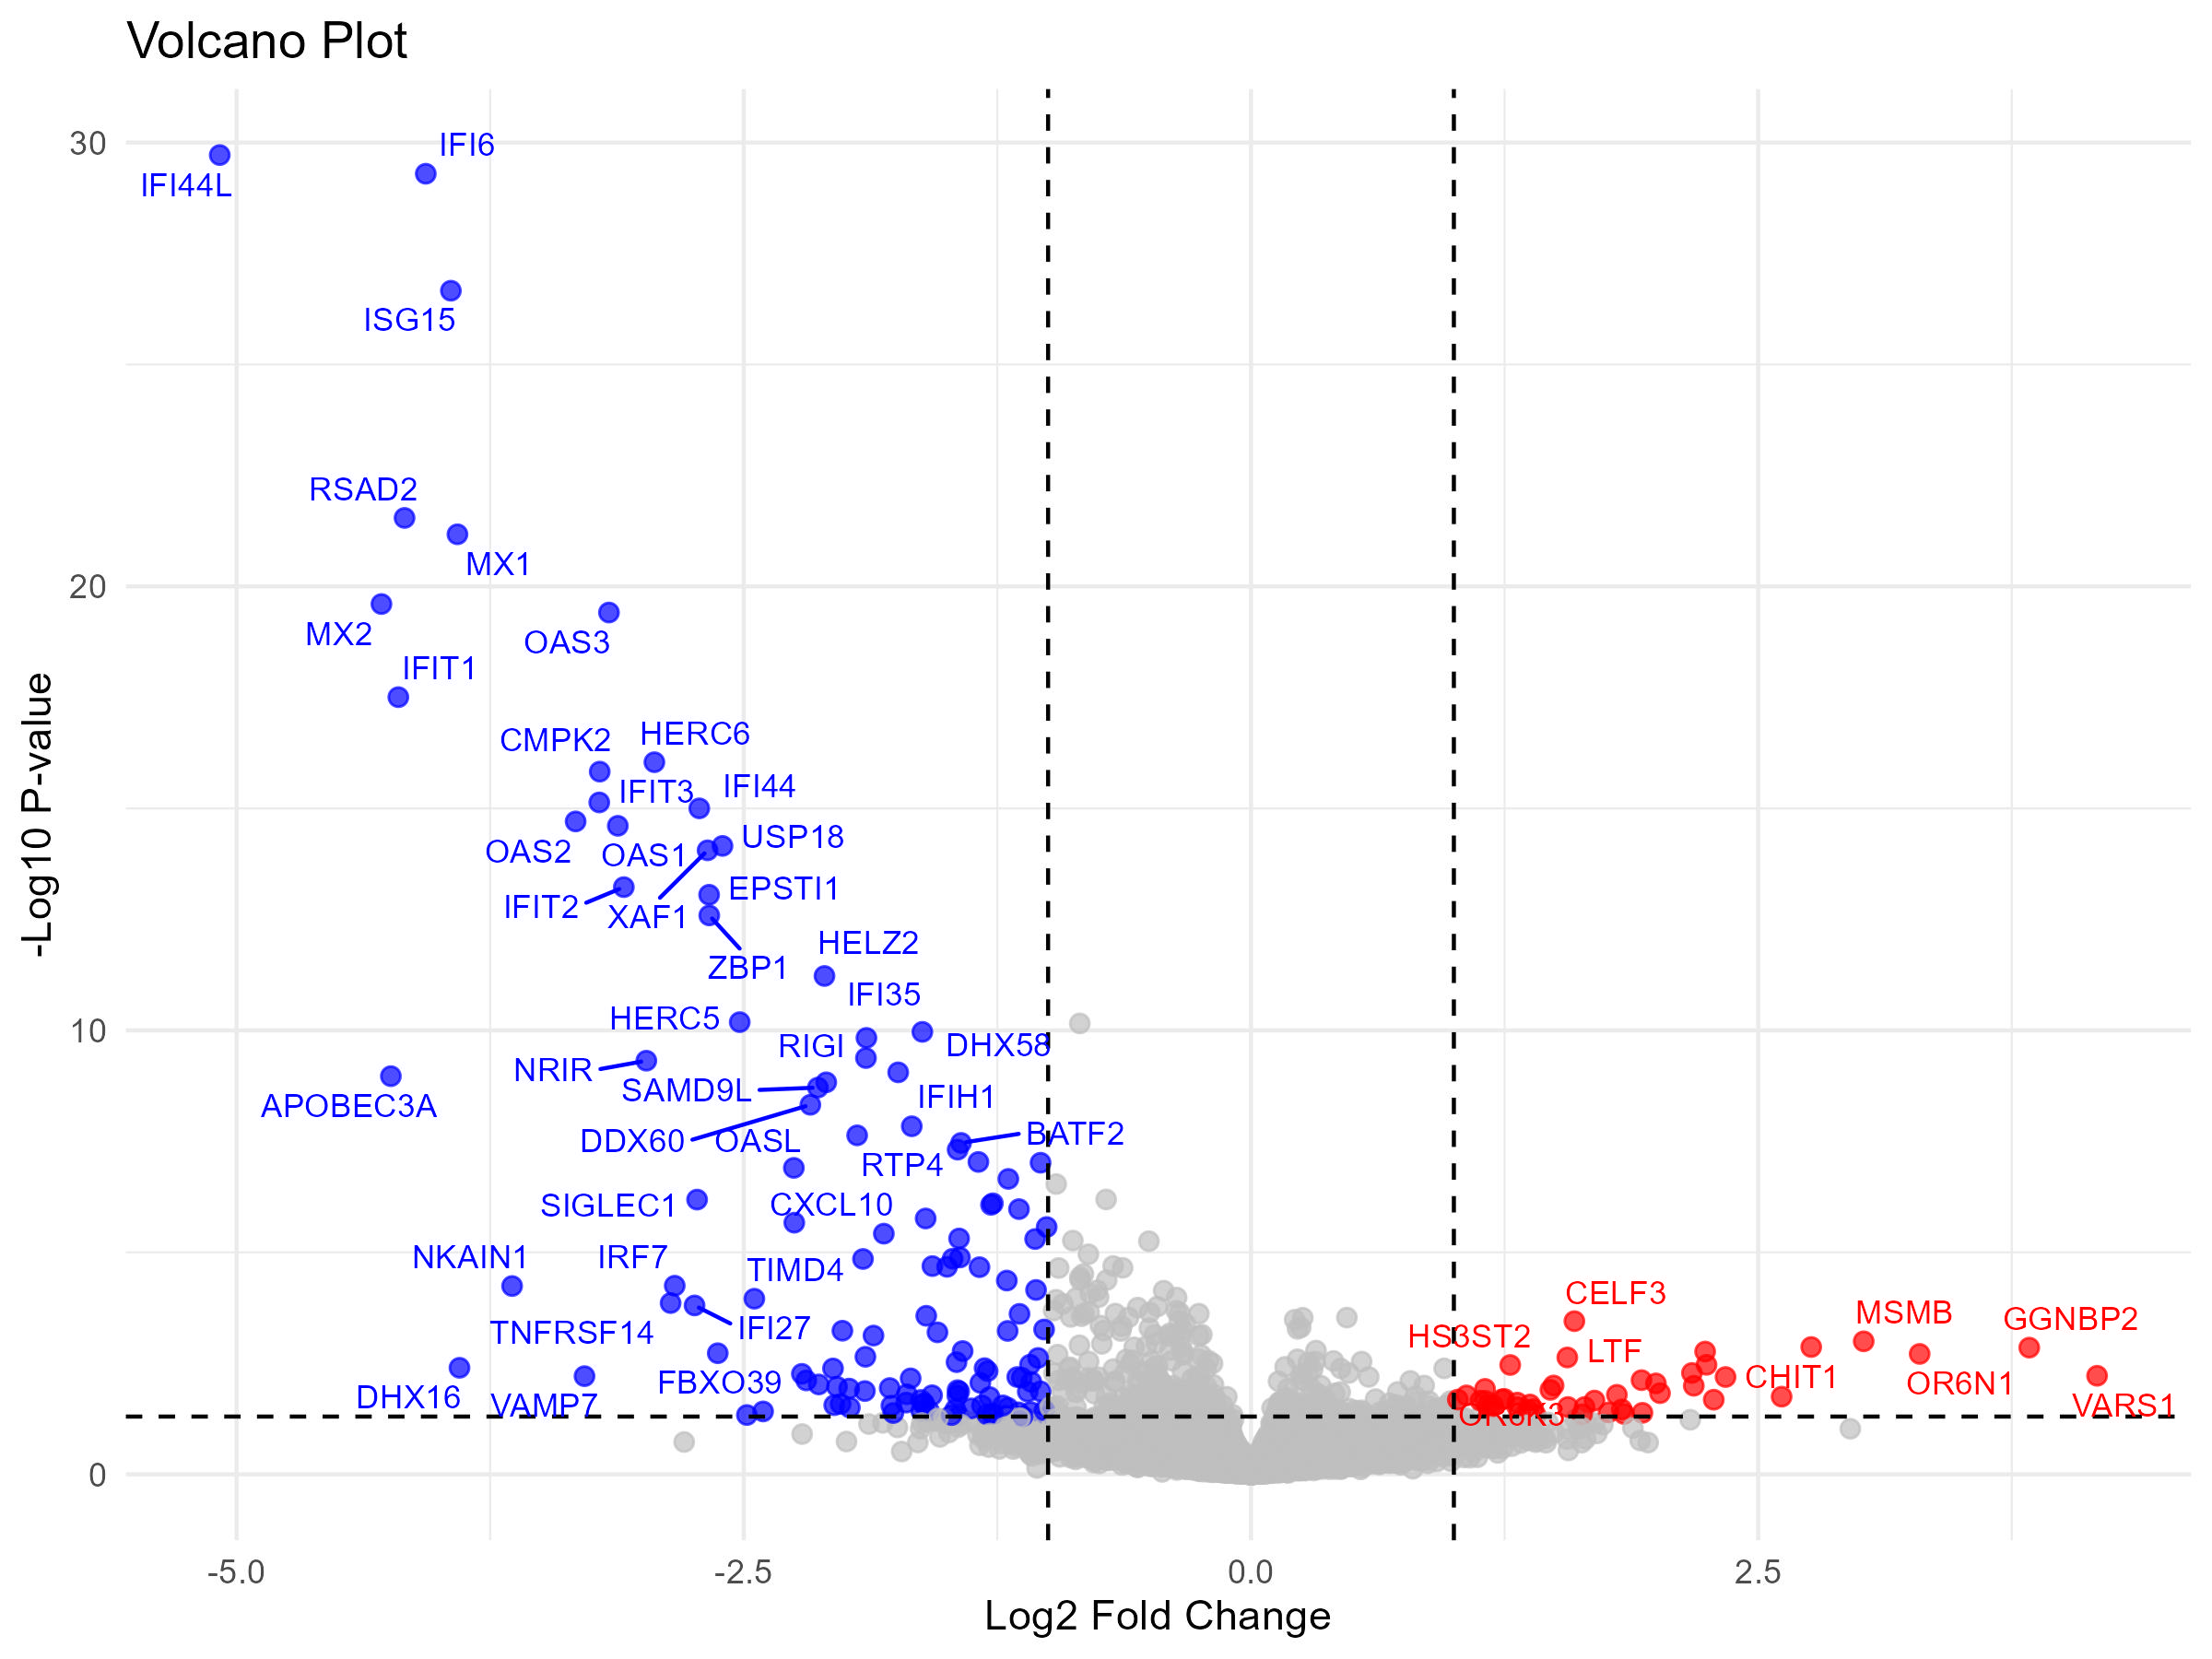 Volcano Plot
30
20
10
0
-Log10 P-value
IFI6
IFI44L
ISG15
RSAD2
MX1
MX2
OAS3
IFIT1
CMPK2
HERC6
IFIT3
IFI44
OAS2
OAS1
USP18
IFIT2
XAF1
EPSTI1
ZBP1
HELZ2
IFI35
HERC5
RIGI
DHX58
NRIR
SAMD9L
APOBEC3A
IFIH1
DDX60
OASL
BATF2
RTP4
SIGLEC1
CXCL10
NKAIN1
IRF7
TIMD4
TNFRSF14
IFI27
DHX16
VAMP7
FBXO39
CELF3
MSMB
GGNBP2
HS3ST2
LTF
CHIT1
OR6N1
OR6K3
VARS1
-5.0
-2.5
0.0
2.5
Log2 Fold Change